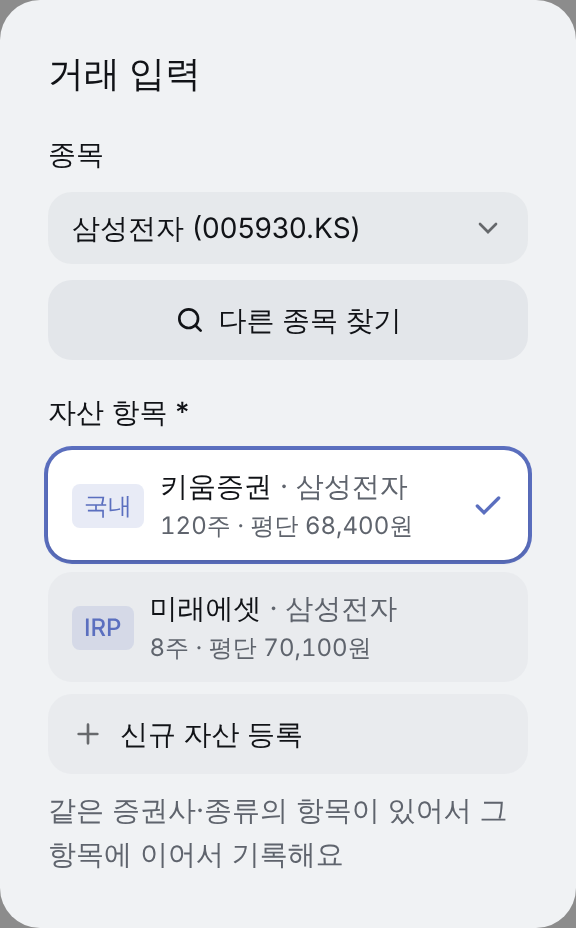 거래 입력
종목
삼성전자 (005930.KS)
다른 종목 찾기
자산 항목 *
국내
키움증권 · 삼성전자
120주 · 평단 68,400원
IRP
미래에셋 · 삼성전자
8주 · 평단 70,100원
신규 자산 등록
같은 증권사·종류의 항목이 있어서 그
항목에 이어서 기록해요